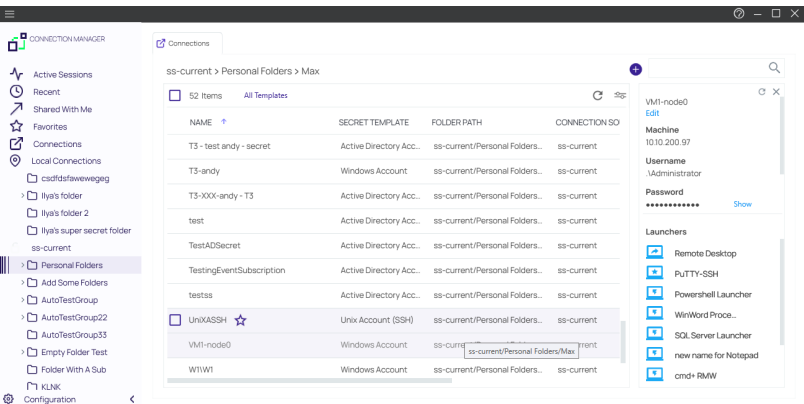 CONNECTION MANAGER
Active Sessions
Recent
Shared With Me
Favorites
Connections
Local Connections
csdfdsfawewegeg
Ilya's folder
Ilya's folder 2
Ilya's super secret folder
ss-current
Personal Folders
Add Some Folders
AutoTestGroup
AutoTestGroup22
AutoTestGroup33
Empty Folder Test
Folder With A Sub
KLNK
Configuration
Connections
ss-current > Personal Folders > Max
52 Items All Templates
NAME SECRET TEMPLATE FOLDER PATH CONNECTION SO
T3 - test andy - secret Active Directory Acc... ss-current/Personal Folders... ss-current
T3-andy Windows Account ss-current/Personal Folders... ss-current
T3-XXX-andy - T3 Active Directory Acc... ss-current/Personal Folders... ss-current
test Active Directory Acc... ss-current/Personal Folders... ss-current
TestADSecret Active Directory Acc... ss-current/Personal Folders... ss-current
TestingEventSubscription Active Directory Acc... ss-current/Personal Folders... ss-current
testss Active Directory Acc... ss-current/Personal Folders... ss-current
UniXASSH Unix Account (SSH) ss-current/Personal Folders... ss-current
VM1-node0 Windows Account ss-curre
ss-current/Personal Folders/Max
W1\W1 Windows Account ss-current/Personal Folders... ss-current
VM1-node0
Edit
Machine
10.10.200.97
Username
.\Administrator
Password
●●●●●●●●●●●● Show
Launchers
Remote Desktop
PuTTY-SSH
Powershell Launcher
WinWord Proce...
SQL Server Launcher
new name for Notepad
cmd+ RMW